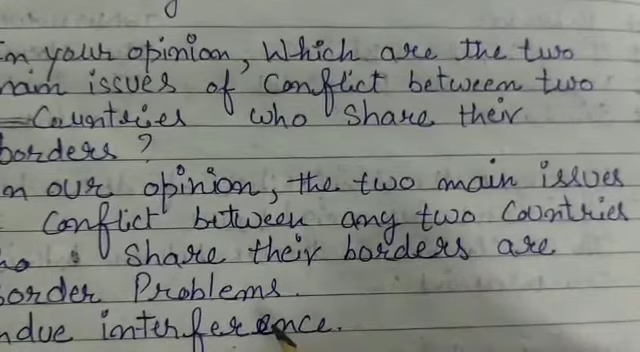 In your opinion, Which are the two
main issues of Conflict between two
Countries who share their
borders ?
In our opinion, the two main issues
Conflict between any two Countries
who share their borders are
Border Problems.
Undue interference.